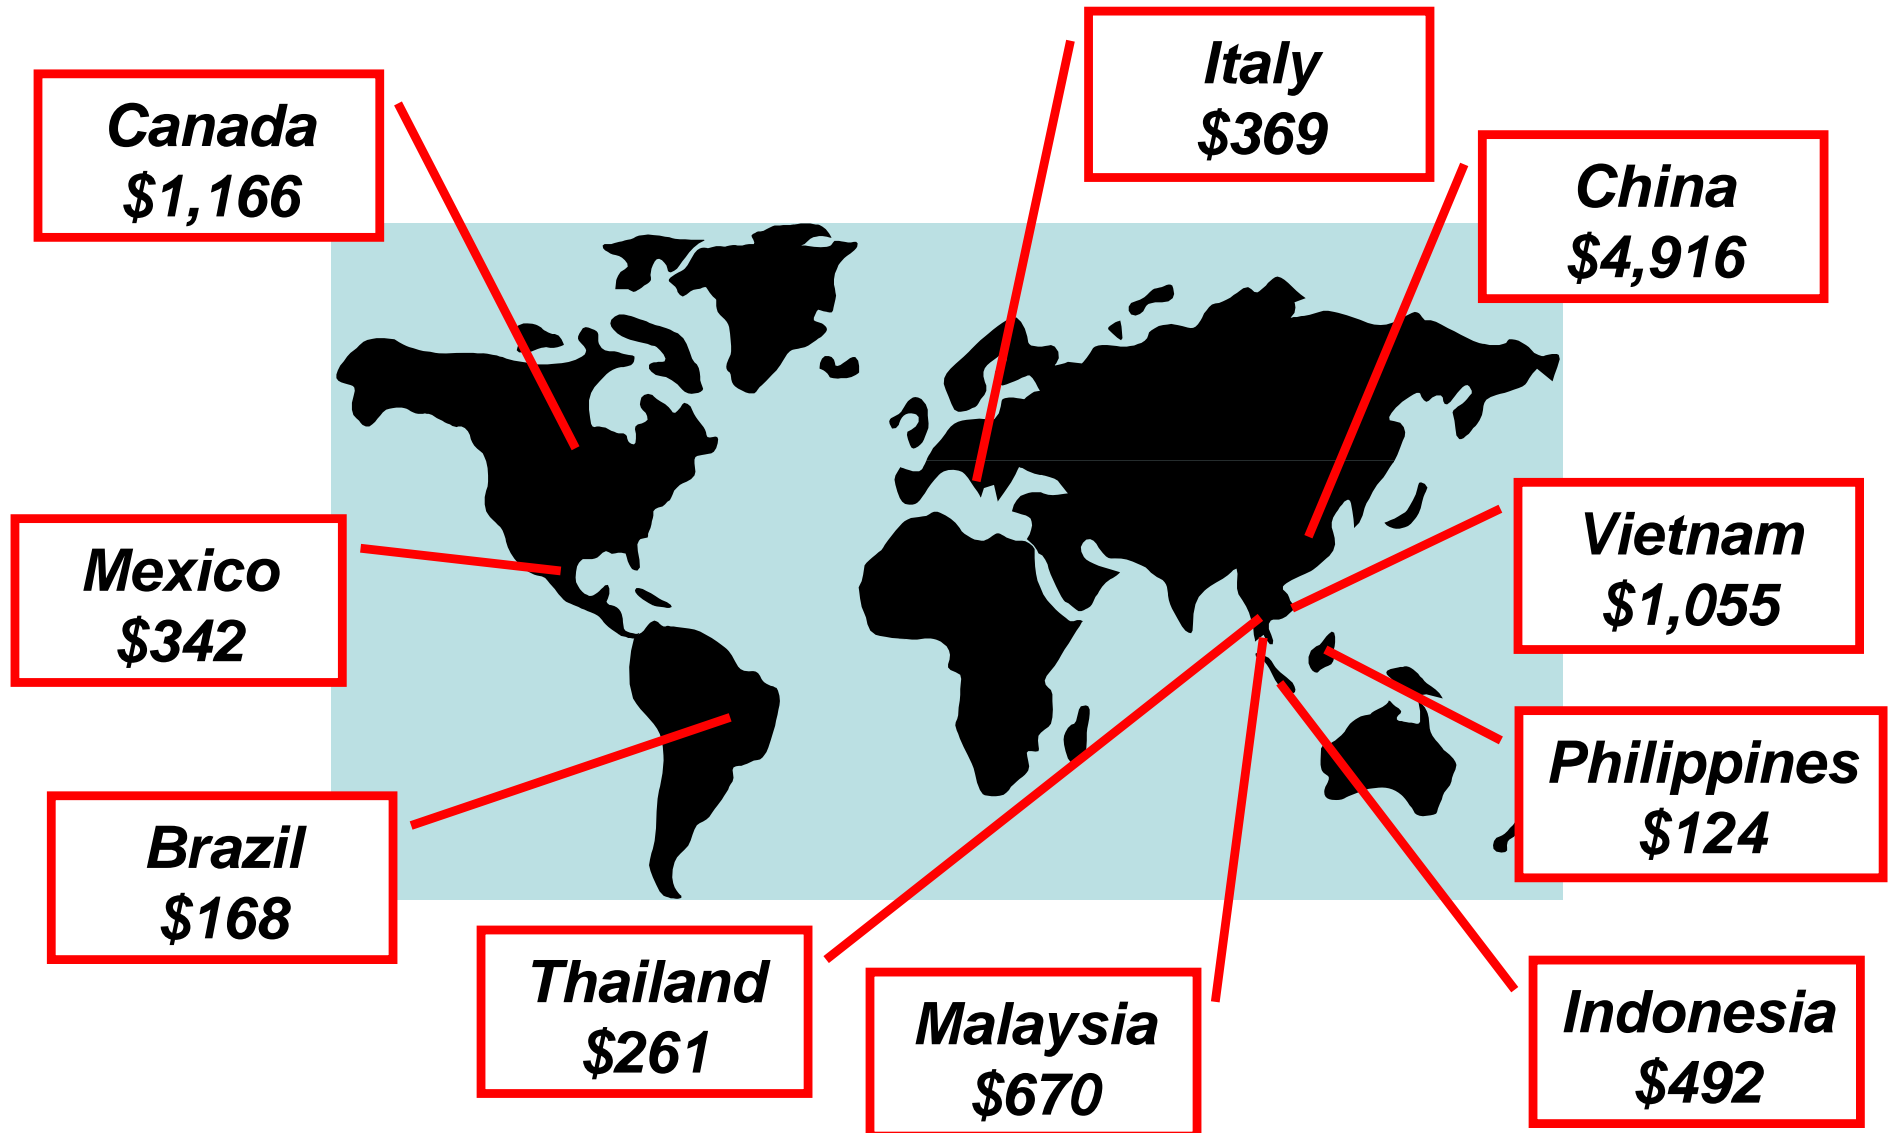 Italy
$369
Canada
$1,166
China
$4,916
Mexico
$342
Vietnam
$1,055
Philippines
$124
Brazil
$168
Thailand
$261
Malaysia
$670
Indonesia
$492